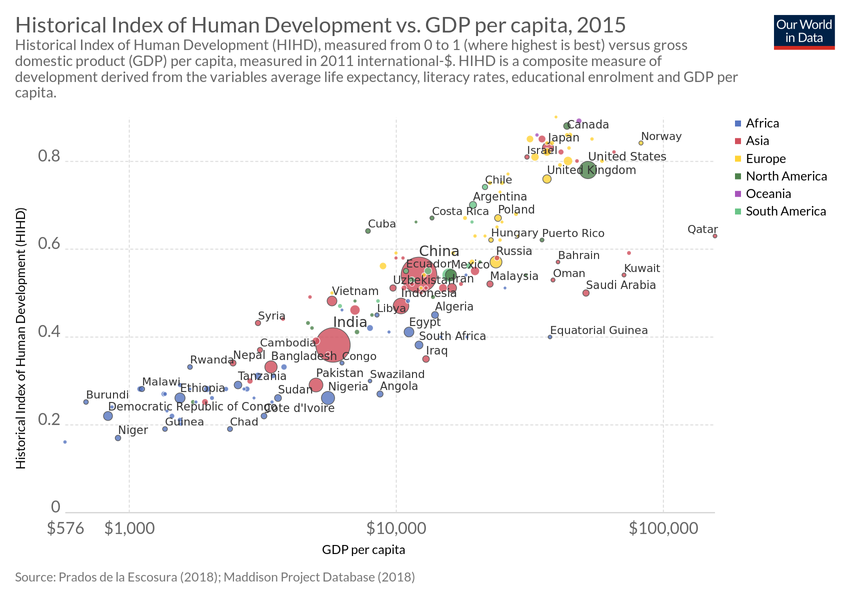 Historical Index of Human Development vs. GDP per capita, 2015
Historical Index of Human Development (HIHD), measured from 0 to 1 (where highest is best) versus gross
domestic product (GDP) per capita, measured in 2011 international-$. HIHD is a composite measure of
development derived from the variables average life expectancy, literacy rates, educational enrolment and GDP per
capita.
Our World
in Data
Africa
Asia
Europe
North America
Oceania
South America
Historical Index of Human Development (HIHD)
0.8
0.6
0.4
0.2
0
Canada
Japan
Norway
Israel
United States
United Kingdom
Chile
Argentina
Costa Rica
Poland
Cuba
Hungary
Puerto Rico
Qatar
China
Russia
Bahrain
Ecuador
Mexico
Kuwait
Uzbekistan
Iran
Malaysia
Oman
Saudi Arabia
Vietnam
Indonesia
Libya
Algeria
Syria
India
Egypt
Equatorial Guinea
South Africa
Cambodia
Iraq
Rwanda
Nepal
Bangladesh
Congo
Tanzania
Pakistan
Swaziland
Malawi
Ethiopia
Sudan
Nigeria
Angola
Burundi
Democratic Republic of Congo
Cote d'Ivoire
Niger
Guinea
Chad
$576
$1,000
$10,000
$100,000
GDP per capita
Source: Prados de la Escosura (2018); Maddison Project Database (2018)